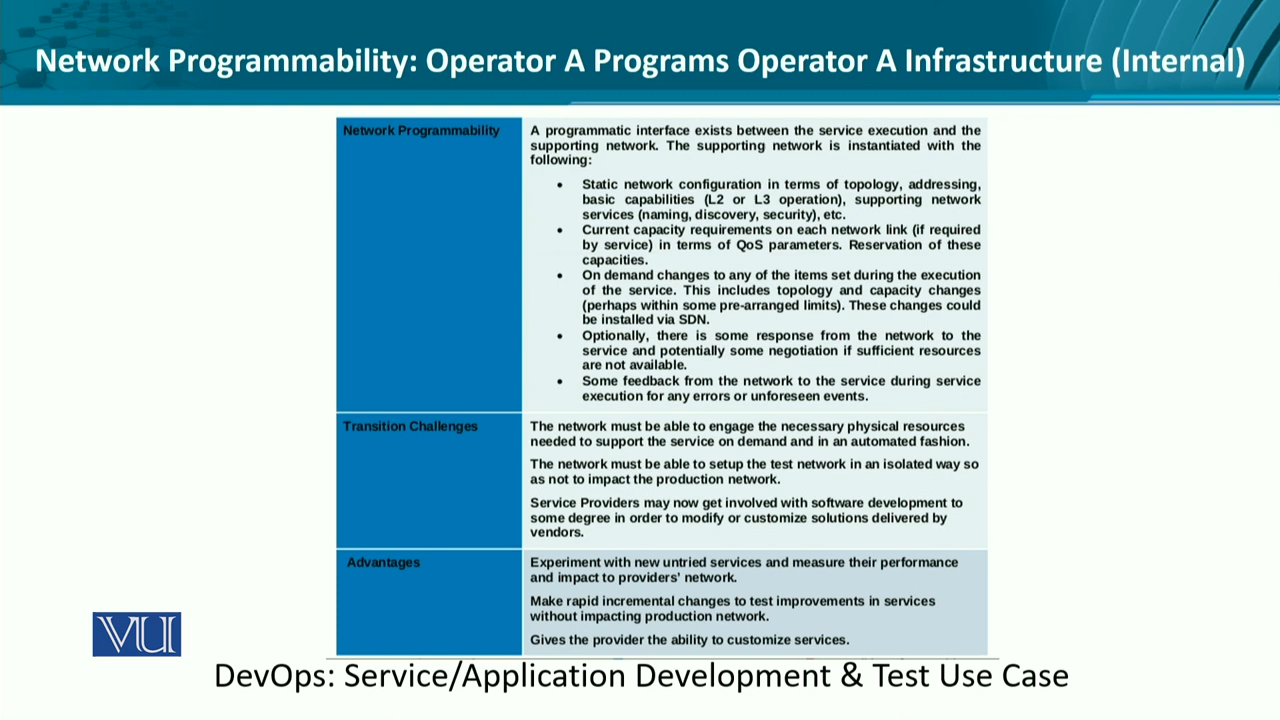 Network Programmability: Operator A Programs Operator A Infrastructure (Internal)
Network Programmability
A programmatic interface exists between the service execution and the
supporting network. The supporting network is instantiated with the
following:
• Static network configuration in terms of topology, addressing,
basic capabilities (L2 or L3 operation), supporting network
services (naming, discovery, security), etc.
• Current capacity requirements on each network link (if required
by service) in terms of QoS parameters. Reservation of these
capacities.
• On demand changes to any of the items set during the execution
of the service. This includes topology and capacity changes
(perhaps within some pre-arranged limits). These changes could
be installed via SDN.
• Optionally, there is some response from the network to the
service and potentially some negotiation if sufficient resources
are not available.
• Some feedback from the network to the service during service
execution for any errors or unforeseen events.
Transition Challenges
The network must be able to engage the necessary physical resources
needed to support the service on demand and in an automated fashion.
The network must be able to setup the test network in an isolated way so
as not to impact the production network.
Service Providers may now get involved with software development to
some degree in order to modify or customize solutions delivered by
vendors.
Advantages
Experiment with new untried services and measure their performance
and impact to providers' network.
Make rapid incremental changes to test improvements in services
without impacting production network.
Gives the provider the ability to customize services.
VU
DevOps: Service/Application Development & Test Use Case